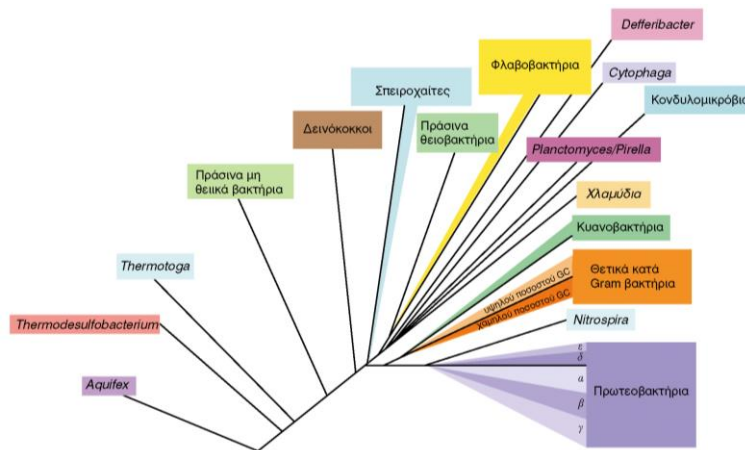 Defferibacter
Φλαβοβακτήρια
Cytophaga
Σπειροχαίτες
Κονδυλομικρόβια
Πράσινα
θειοβακτήρια
Δεινόκοκκοι
Planctomyces/Pirella
Πράσινα μη
θειικά βακτήρια
Χλαμύδια
Κυανοβακτήρια
Thermotoga
υψηλού ποσοστού GC
Θετικά κατά
Gram βακτήρια
χαμηλού ποσοστού GC
Thermodesulfobacterium
Nitrospira
ε
δ
α
Πρωτεοβακτήρια
Aquifex
β
γ